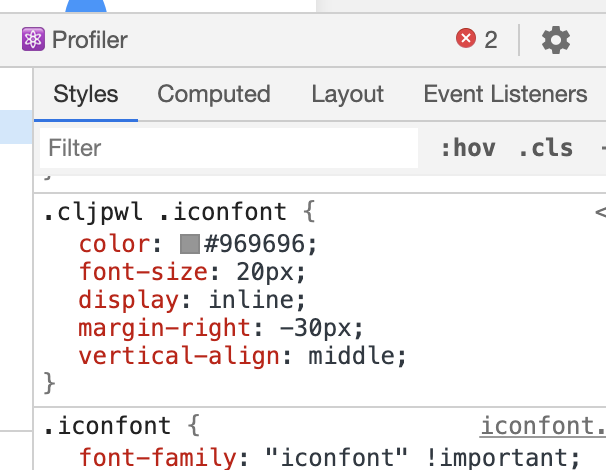 Profiler 2
Styles Computed Layout Event Listeners
Filter :hov .cls
}
.cljpwl .iconfont { <
color: #969696;
font-size: 20px;
display: inline;
margin-right: -30px;
vertical-align: middle;
}
.iconfont { iconfont.
font-family: "iconfont" !important;